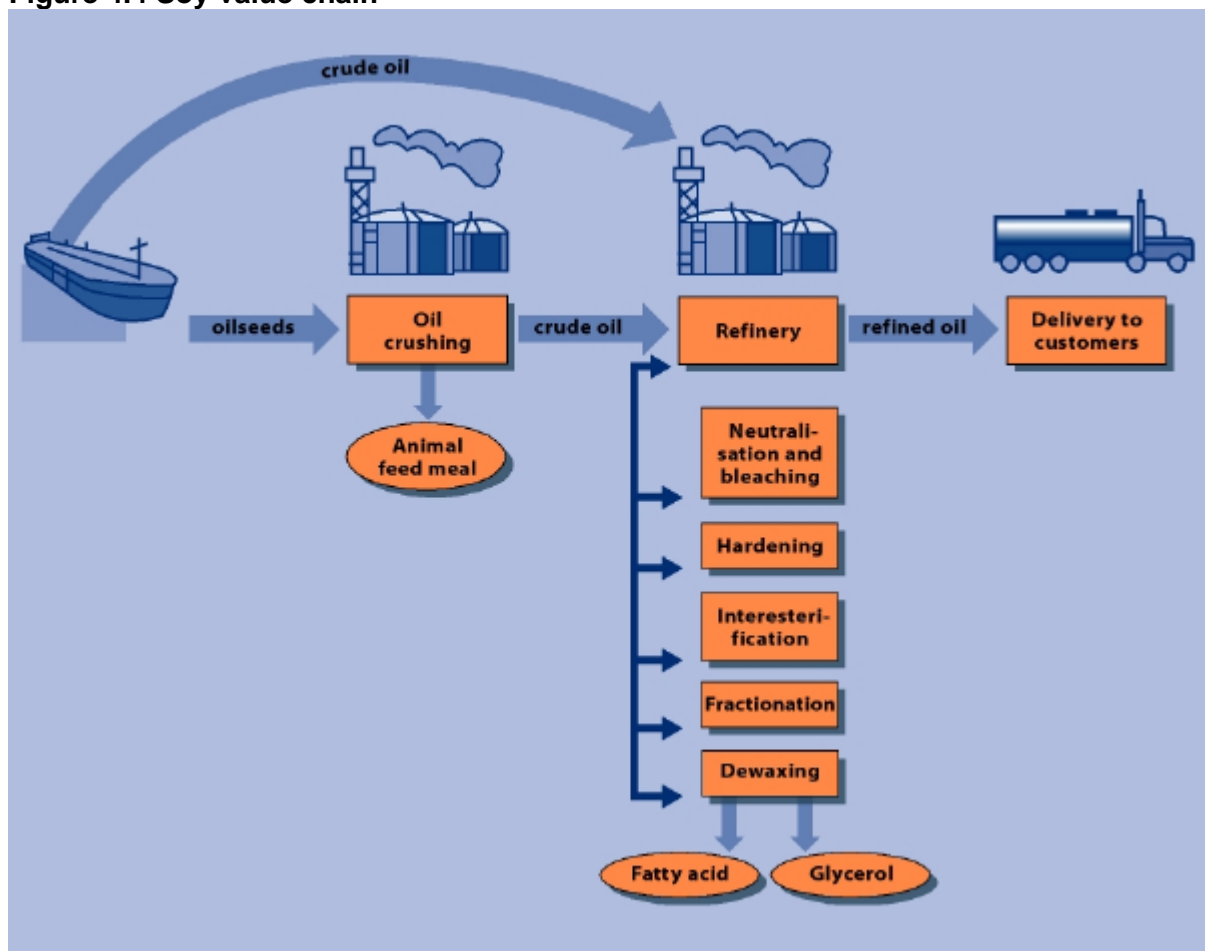 crude oil
oilseeds
Oil
crushing
crude oil
Refinery
refined oil
Delivery to
customers
Animal
feed meal
Neutrali-
sation and
bleaching
Hardening
Interesteri-
fication
Fractionation
Dewaxing
Fatty acid
Glycerol